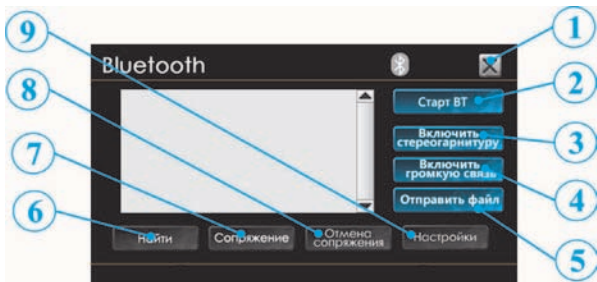 9
1
Bluetooth
8
Старт BT
2
Включить
стереогарнитуру
3
7
Включить
громкую связь
4
6
Отправить файл
5
Найти
Сопряжение
Отмена
сопряжения
Настройки